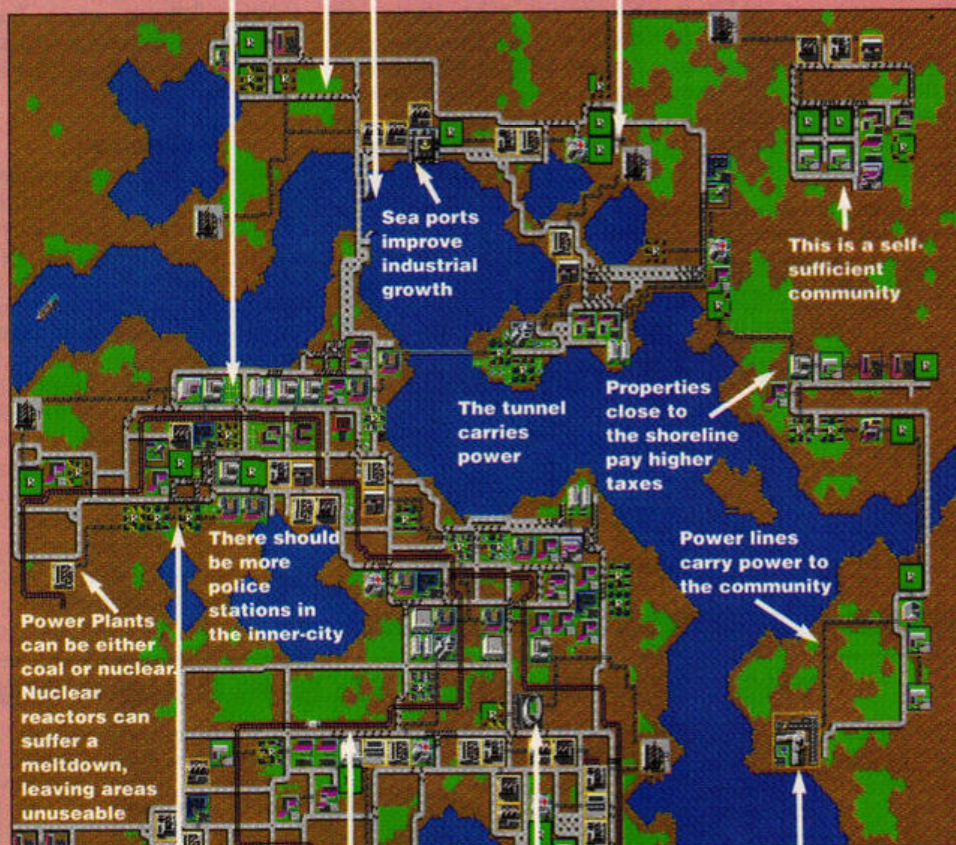 Sea ports
improve
industrial
growth
This is a self-
sufficient
community
The tunnel
carries
power
Properties
close to
the shoreline
pay higher
taxes
There should
be more
police
stations in
the inner-city
Power lines
carry power to
the community
Power Plants
can be either
coal or nuclear.
Nuclear
reactors can
suffer a
meltdown,
leaving areas
unuseable